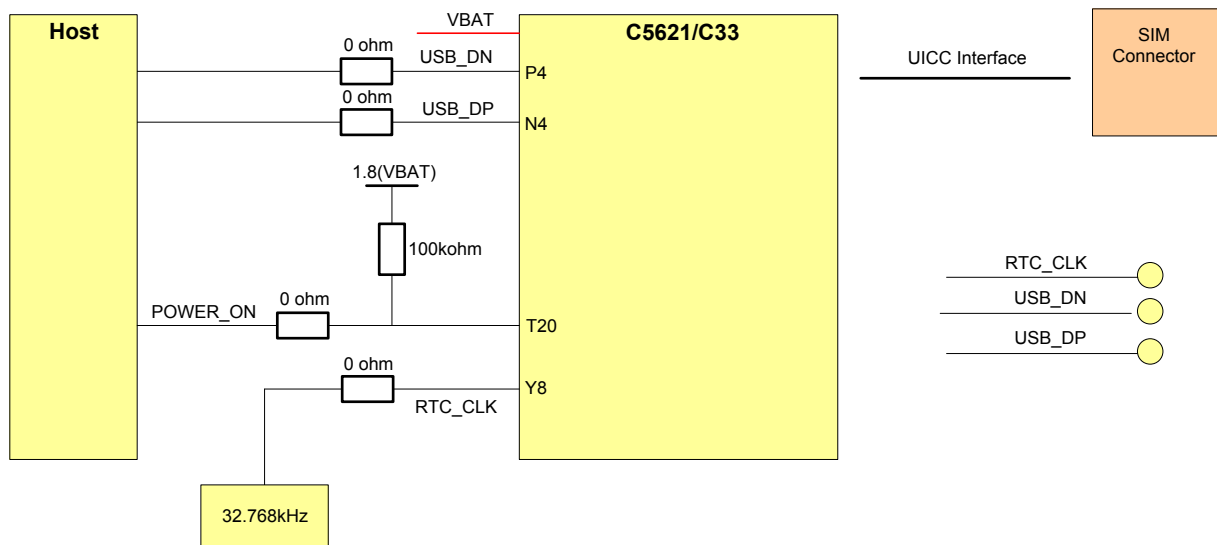 Host
VBAT
C5621/C33
SIM
Connector
0 ohm
USB_DN
P4
UICC Interface
0 ohm
USB_DP
N4
1.8(VBAT)
100kohm
RTC_CLK
USB_DN
USB_DP
POWER_ON
0 ohm
T20
0 ohm
Y8
RTC_CLK
32.768kHz